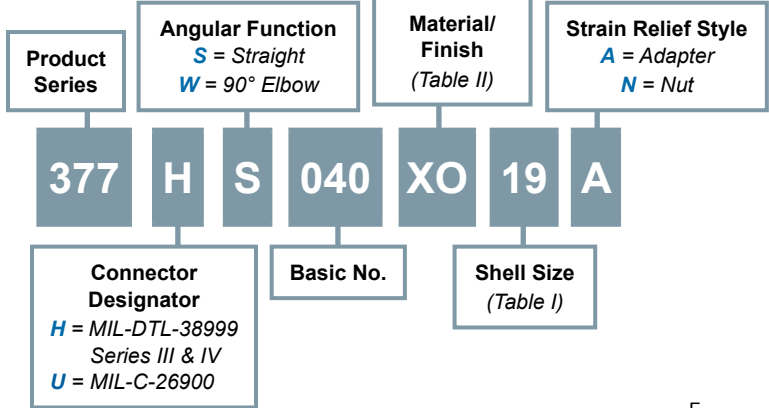 Product
Series
Angular Function
S = Straight
W = 90° Elbow
Material/
Finish
(Table II)
Strain Relief Style
A = Adapter
N = Nut
377 H S 040 XO 19 A
Connector
Designator
H = MIL-DTL-38999
Series III & IV
U = MIL-C-26900
Basic No.
Shell Size
(Table I)